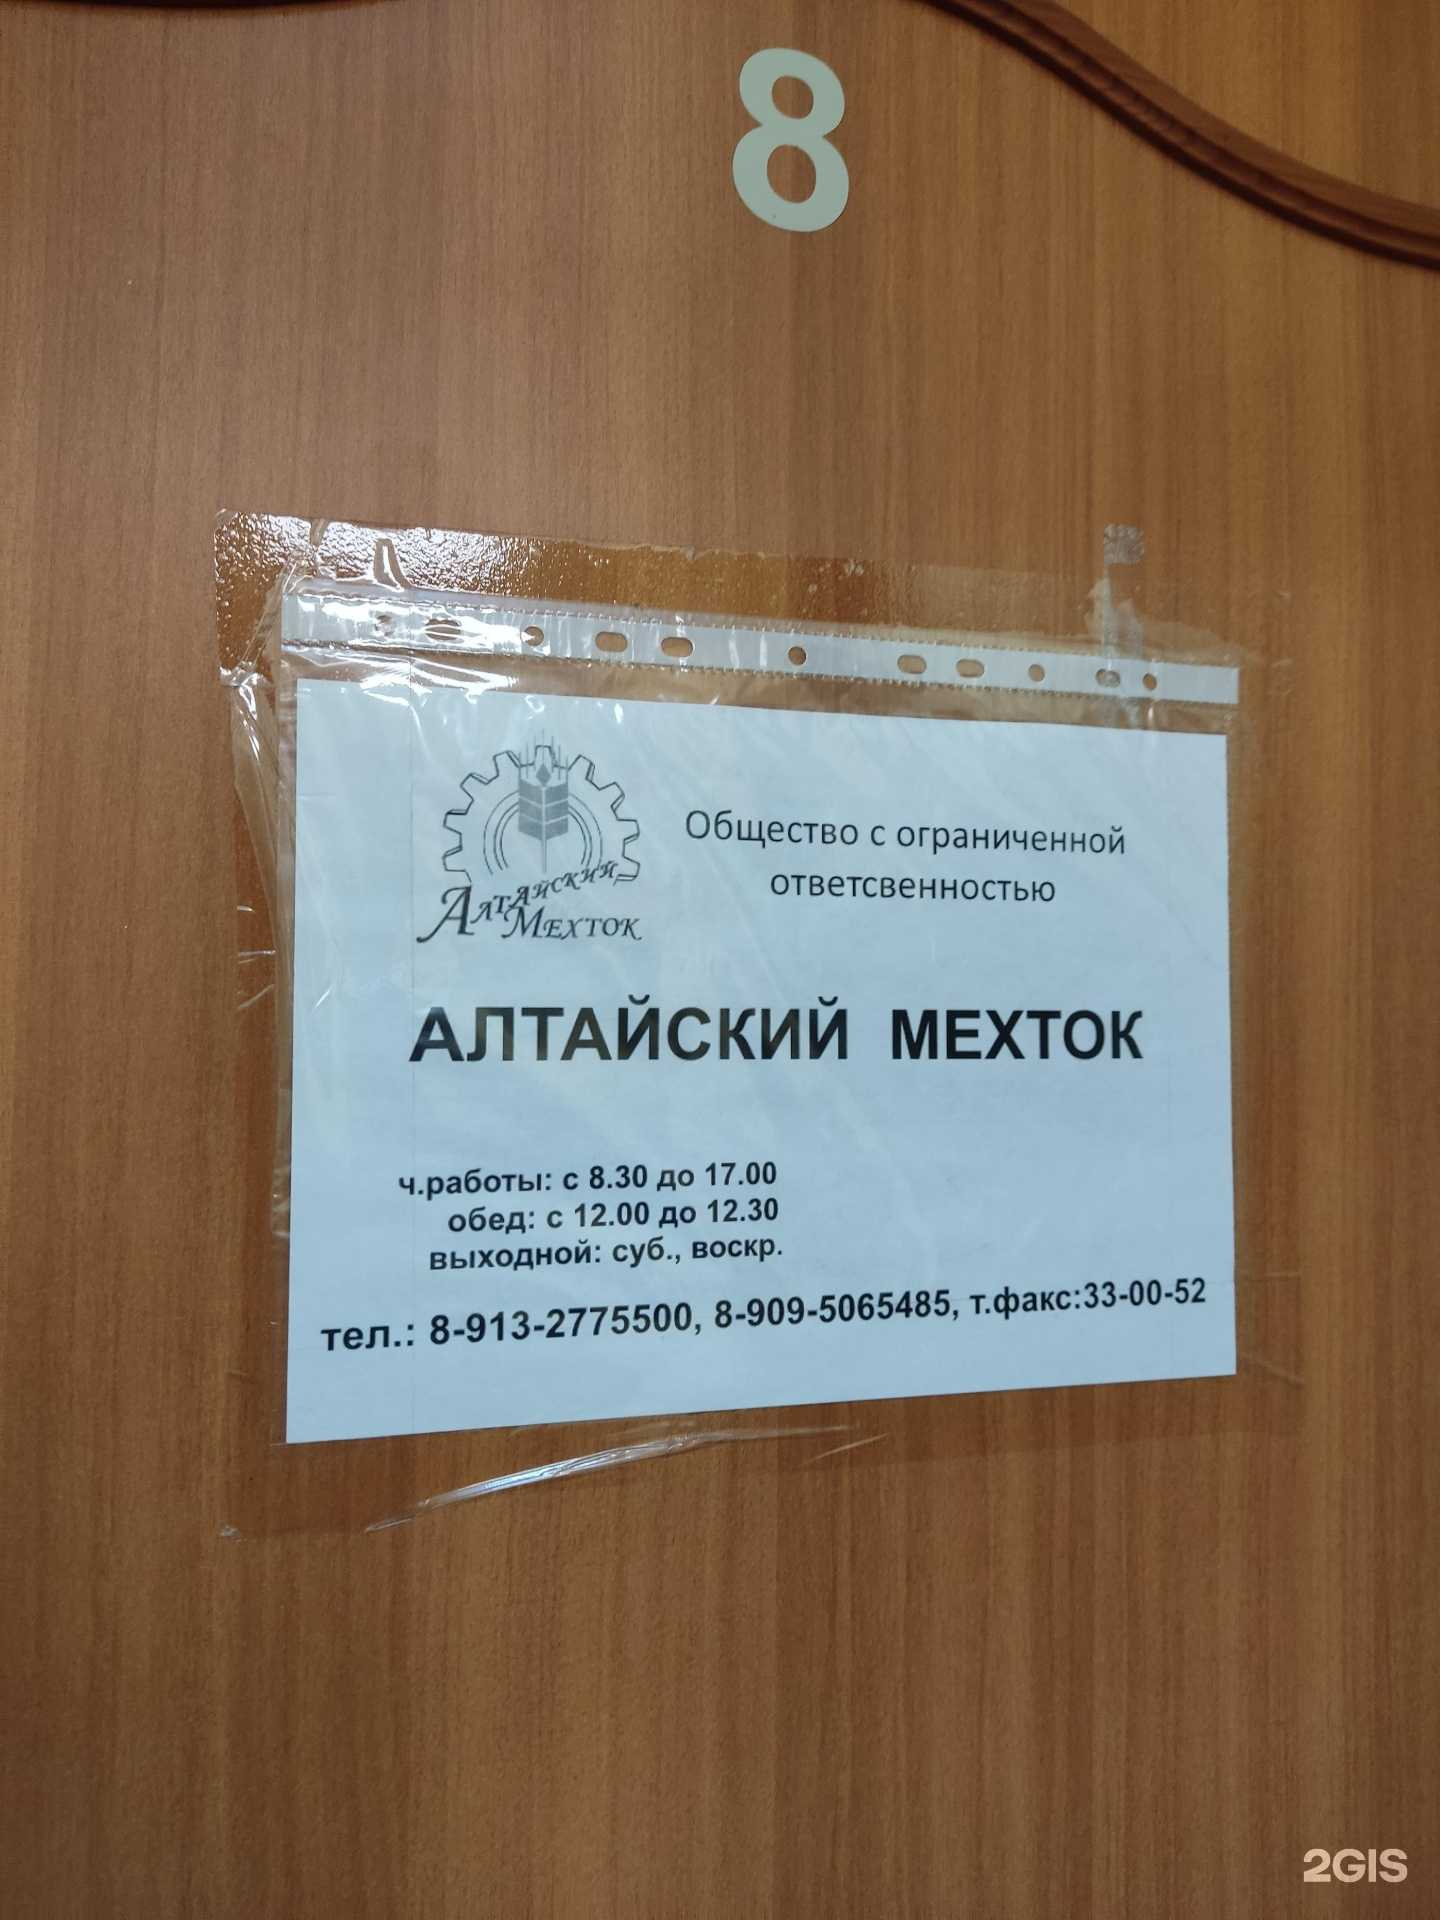 8
Алтайский
Мехток
Общество с ограниченной
ответсвенностью
АЛТАЙСКИЙ МЕХТОК
ч.работы: с 8.30 до 17.00
обед: с 12.00 до 12.30
выходной: суб., воскр.
тел.: 8-913-2775500, 8-909-5065485, т.факс:33-00-52
2GIS